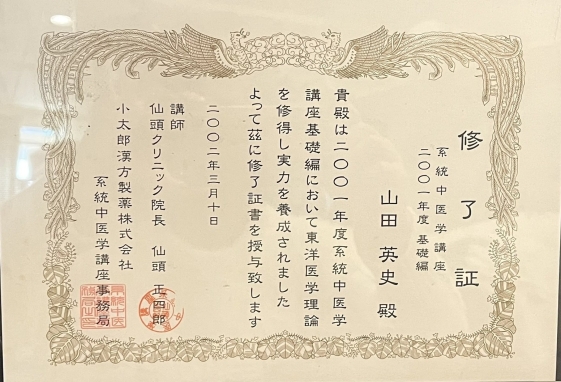 修了証
系統中医学講座
二〇〇一年度 基礎編
山田 英史 殿
貴殿は二〇〇一年度系統中医学
講座基礎編において東洋医学理論
を修得し実力を養成されました
よって茲に修了証書を授与致します
二〇〇二年三月十日
講師
仙頭クリニック院長 仙頭 正四郎
小太郎漢方製薬株式会社
系統中医学講座事務局